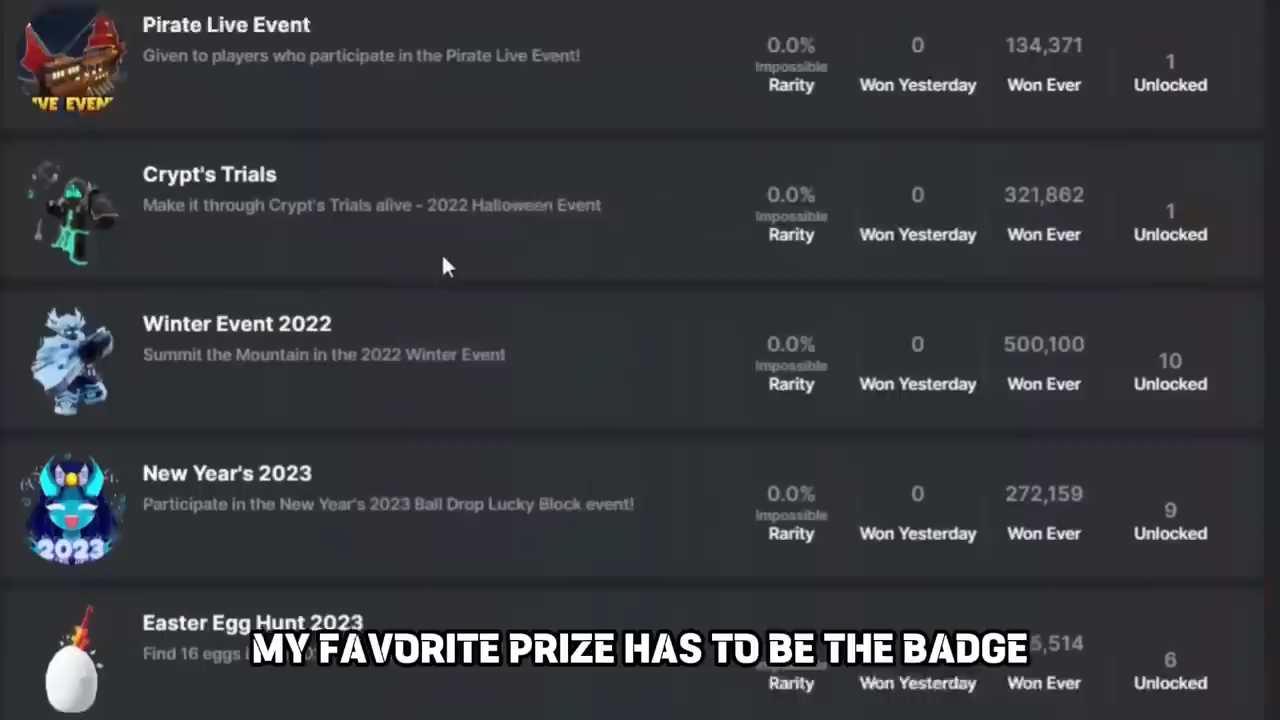 Pirate Live Event
Given to players who participate in the Pirate Live Event!
0.0%
Impossible
Rarity
0
Won Yesterday
134,371
Won Ever
1
Unlocked
Crypt's Trials
Make it through Crypt's Trials alive - 2022 Halloween Event
0.0%
Impossible
Rarity
0
Won Yesterday
321,862
Won Ever
1
Unlocked
Winter Event 2022
Summit the Mountain in the 2022 Winter Event
0.0%
Impossible
Rarity
0
Won Yesterday
500,100
Won Ever
10
Unlocked
2023
New Year's 2023
Participate in the New Year's 2023 Ball Drop Lucky Block event!
0.0%
Impossible
Rarity
0
Won Yesterday
272,159
Won Ever
9
Unlocked
Easter Egg Hunt 2023
Find 16 eggs
5,514
Rarity
Won Yesterday
Won Ever
6
Unlocked
MY FAVORITE PRIZE HAS TO BE THE BADGE